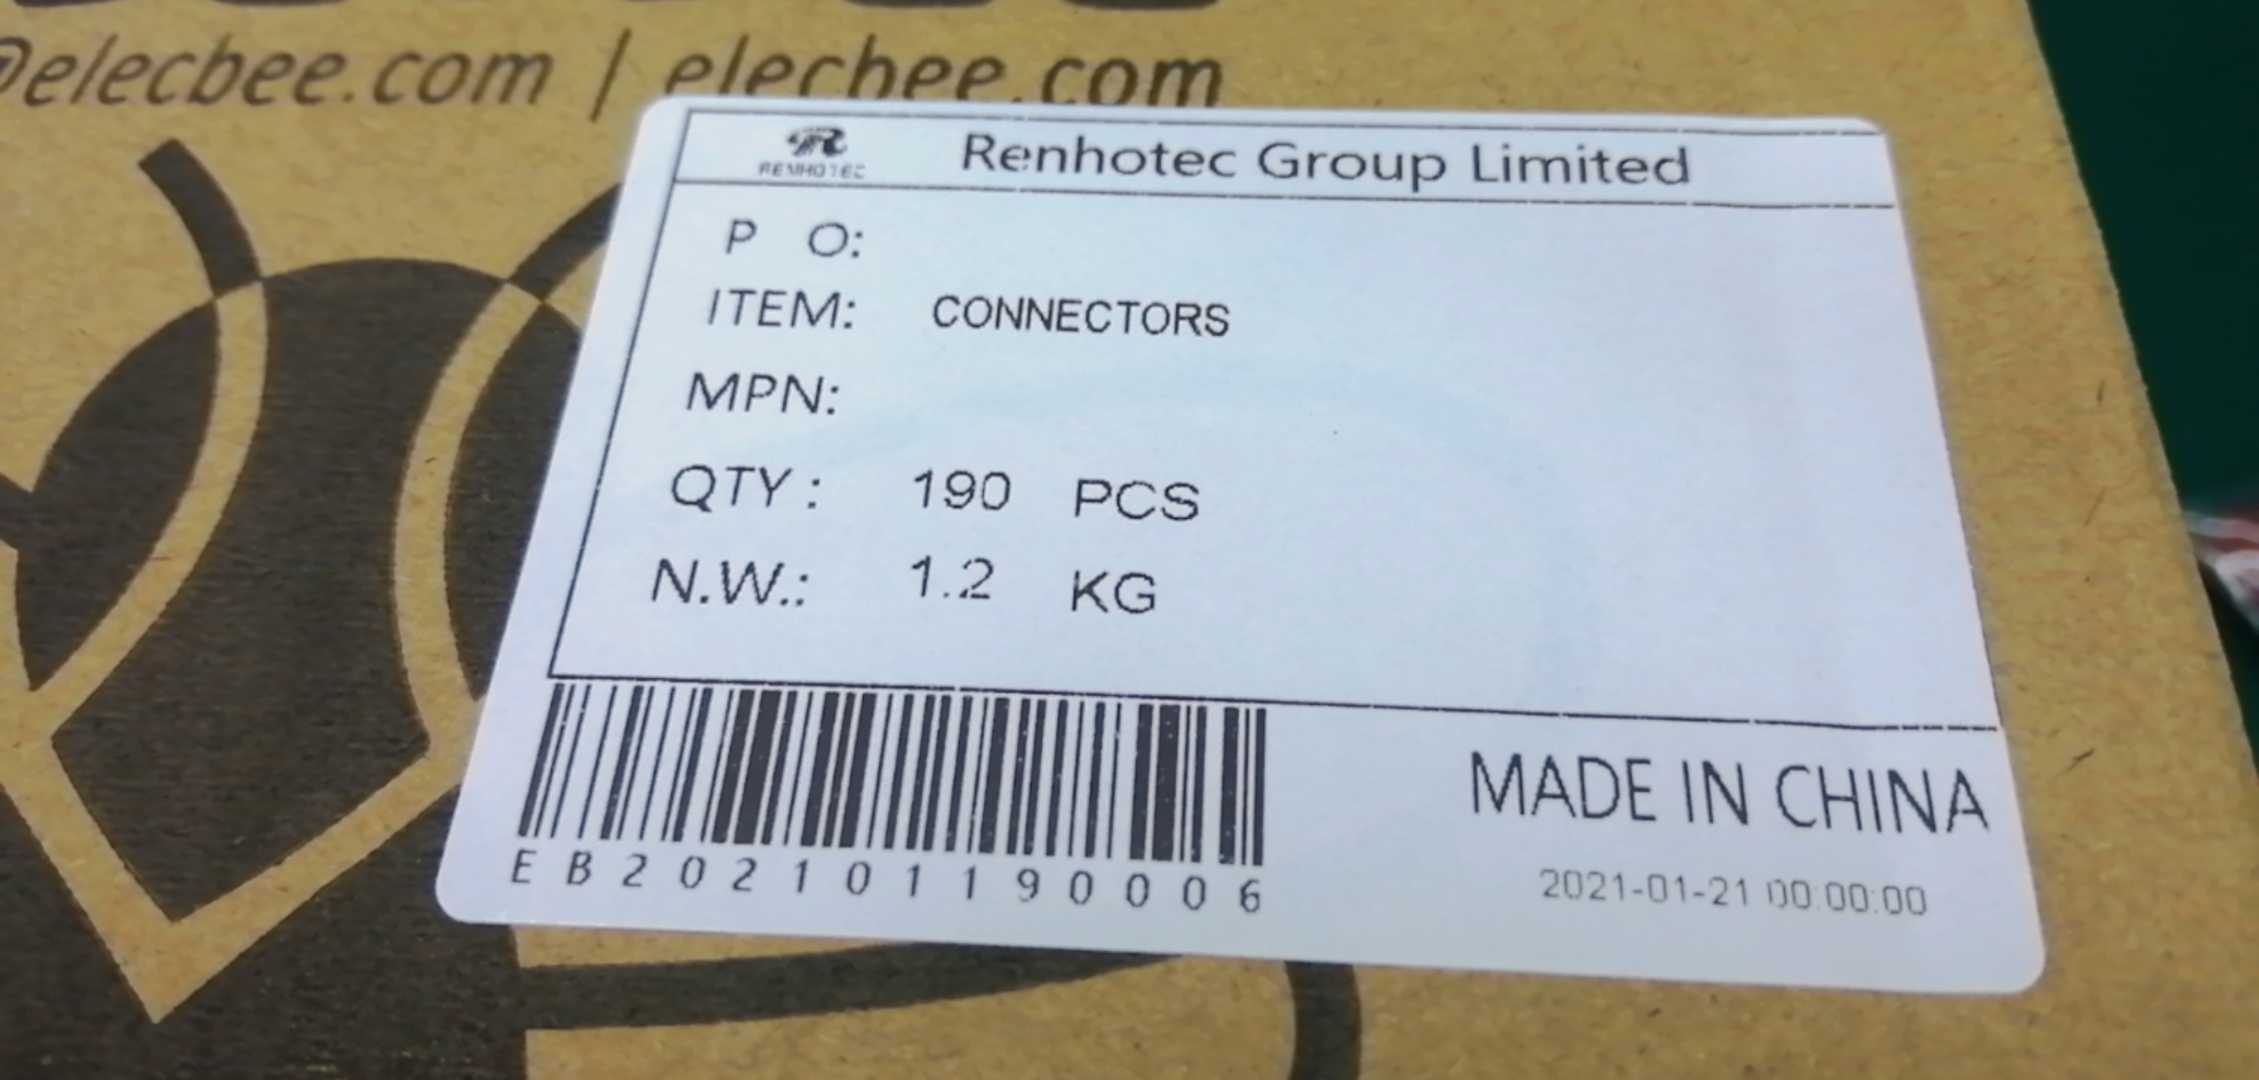 @elecbee.com | elecbee.com
RENHOTEC
Renhotec Group Limited
P O:
ITEM: CONNECTORS
MPN:
QTY : 190 PCS
N.W.: 1.2 KG
EB202101190006
MADE IN CHINA
2021-01-21 00:00:00